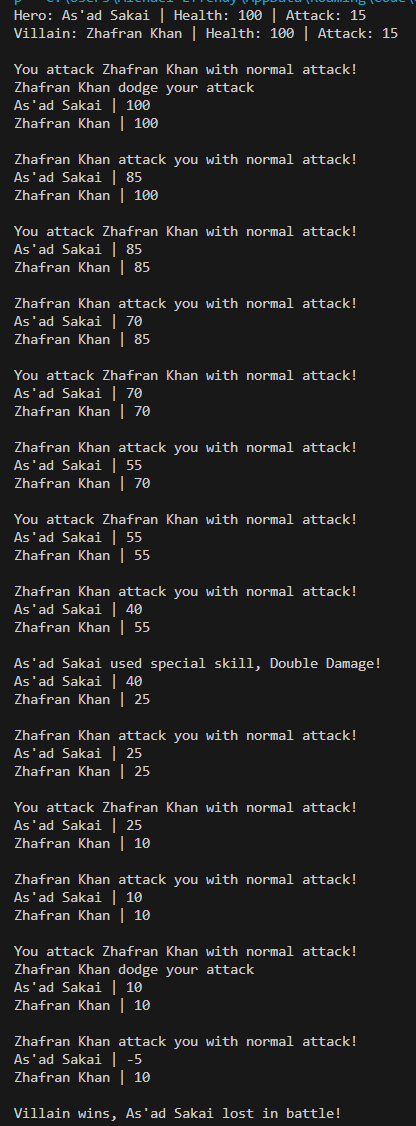 Hero: As'ad Sakai | Health: 100 | Attack: 15
Villain: Zhafran Khan | Health: 100 | Attack: 15
You attack Zhafran Khan with normal attack!
Zhafran Khan dodge your attack
As'ad Sakai | 100
Zhafran Khan | 100
Zhafran Khan attack you with normal attack!
As'ad Sakai | 85
Zhafran Khan | 100
You attack Zhafran Khan with normal attack!
As'ad Sakai | 85
Zhafran Khan | 85
Zhafran Khan attack you with normal attack!
As'ad Sakai | 70
Zhafran Khan | 85
You attack Zhafran Khan with normal attack!
As'ad Sakai | 70
Zhafran Khan | 70
Zhafran Khan attack you with normal attack!
As'ad Sakai | 55
Zhafran Khan | 70
You attack Zhafran Khan with normal attack!
As'ad Sakai | 55
Zhafran Khan | 55
Zhafran Khan attack you with normal attack!
As'ad Sakai | 40
Zhafran Khan | 55
As'ad Sakai used special skill, Double Damage!
As'ad Sakai | 40
Zhafran Khan | 25
Zhafran Khan attack you with normal attack!
As'ad Sakai | 25
Zhafran Khan | 25
You attack Zhafran Khan with normal attack!
As'ad Sakai | 25
Zhafran Khan | 10
Zhafran Khan attack you with normal attack!
As'ad Sakai | 10
Zhafran Khan | 10
You attack Zhafran Khan with normal attack!
Zhafran Khan dodge your attack
As'ad Sakai | 10
Zhafran Khan | 10
Zhafran Khan attack you with normal attack!
As'ad Sakai | -5
Zhafran Khan | 10
Villain wins, As'ad Sakai lost in battle!